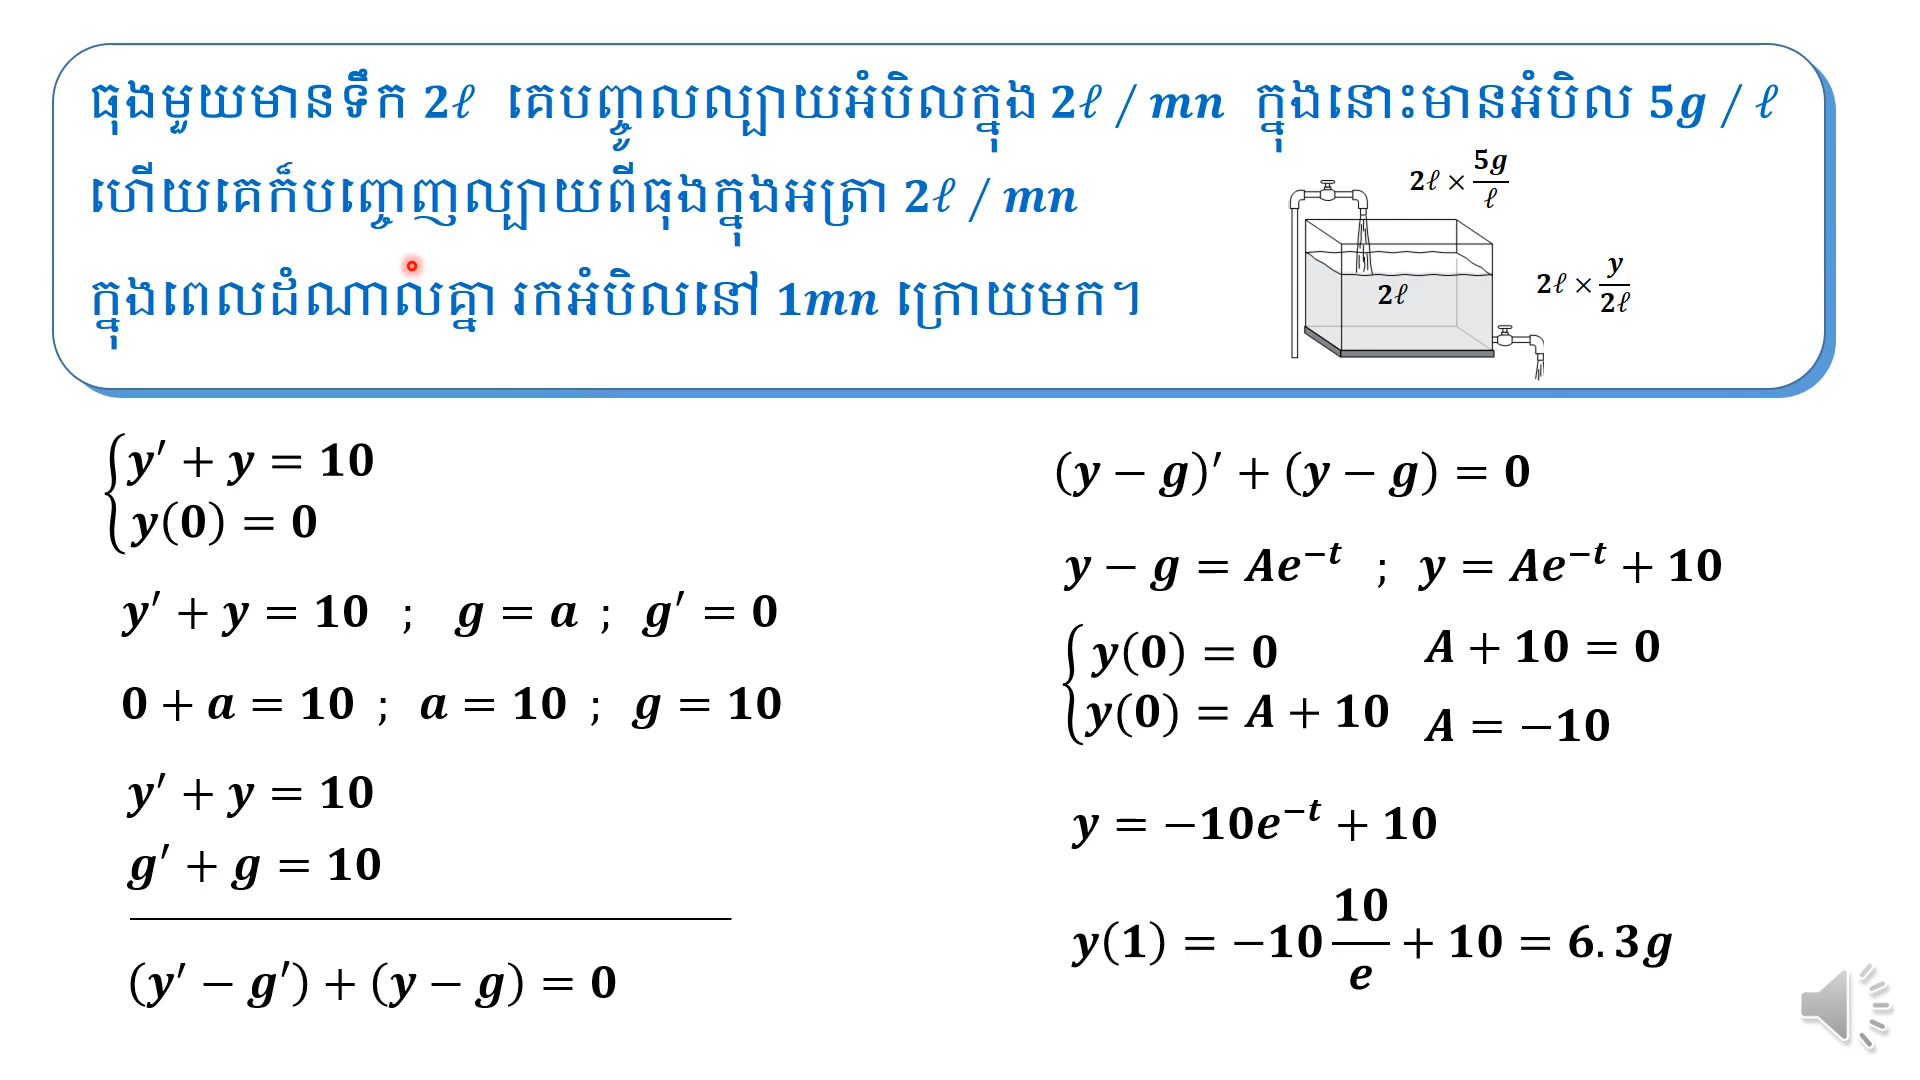 ធុងមួយមានទឹក 2ℓ គេបញ្ចូលល្បាយអំបិលក្នុង 2ℓ / mn ក្នុងនោះមានអំបិល 5g / ℓ
ហើយគេក៏បញ្ចេញល្បាយពីធុងក្នុងអត្រា 2ℓ / mn
ក្នុងពេលដំណាលគ្នា រកអំបិលនៅ 1mn ក្រោយមក។
2ℓ × 5g/ℓ
2ℓ
2ℓ × y/2ℓ
y′ + y = 10
y(0) = 0
y′ + y = 10 ; g = a ; g′ = 0
0 + a = 10 ; a = 10 ; g = 10
y′ + y = 10
g′ + g = 10
(y′ − g′) + (y − g) = 0
(y − g)′ + (y − g) = 0
y − g = Ae⁻ᵗ ; y = Ae⁻ᵗ + 10
y(0) = 0
y(0) = A + 10
A + 10 = 0
A = −10
y = −10e⁻ᵗ + 10
y(1) = −10 10/e + 10 = 6.3g